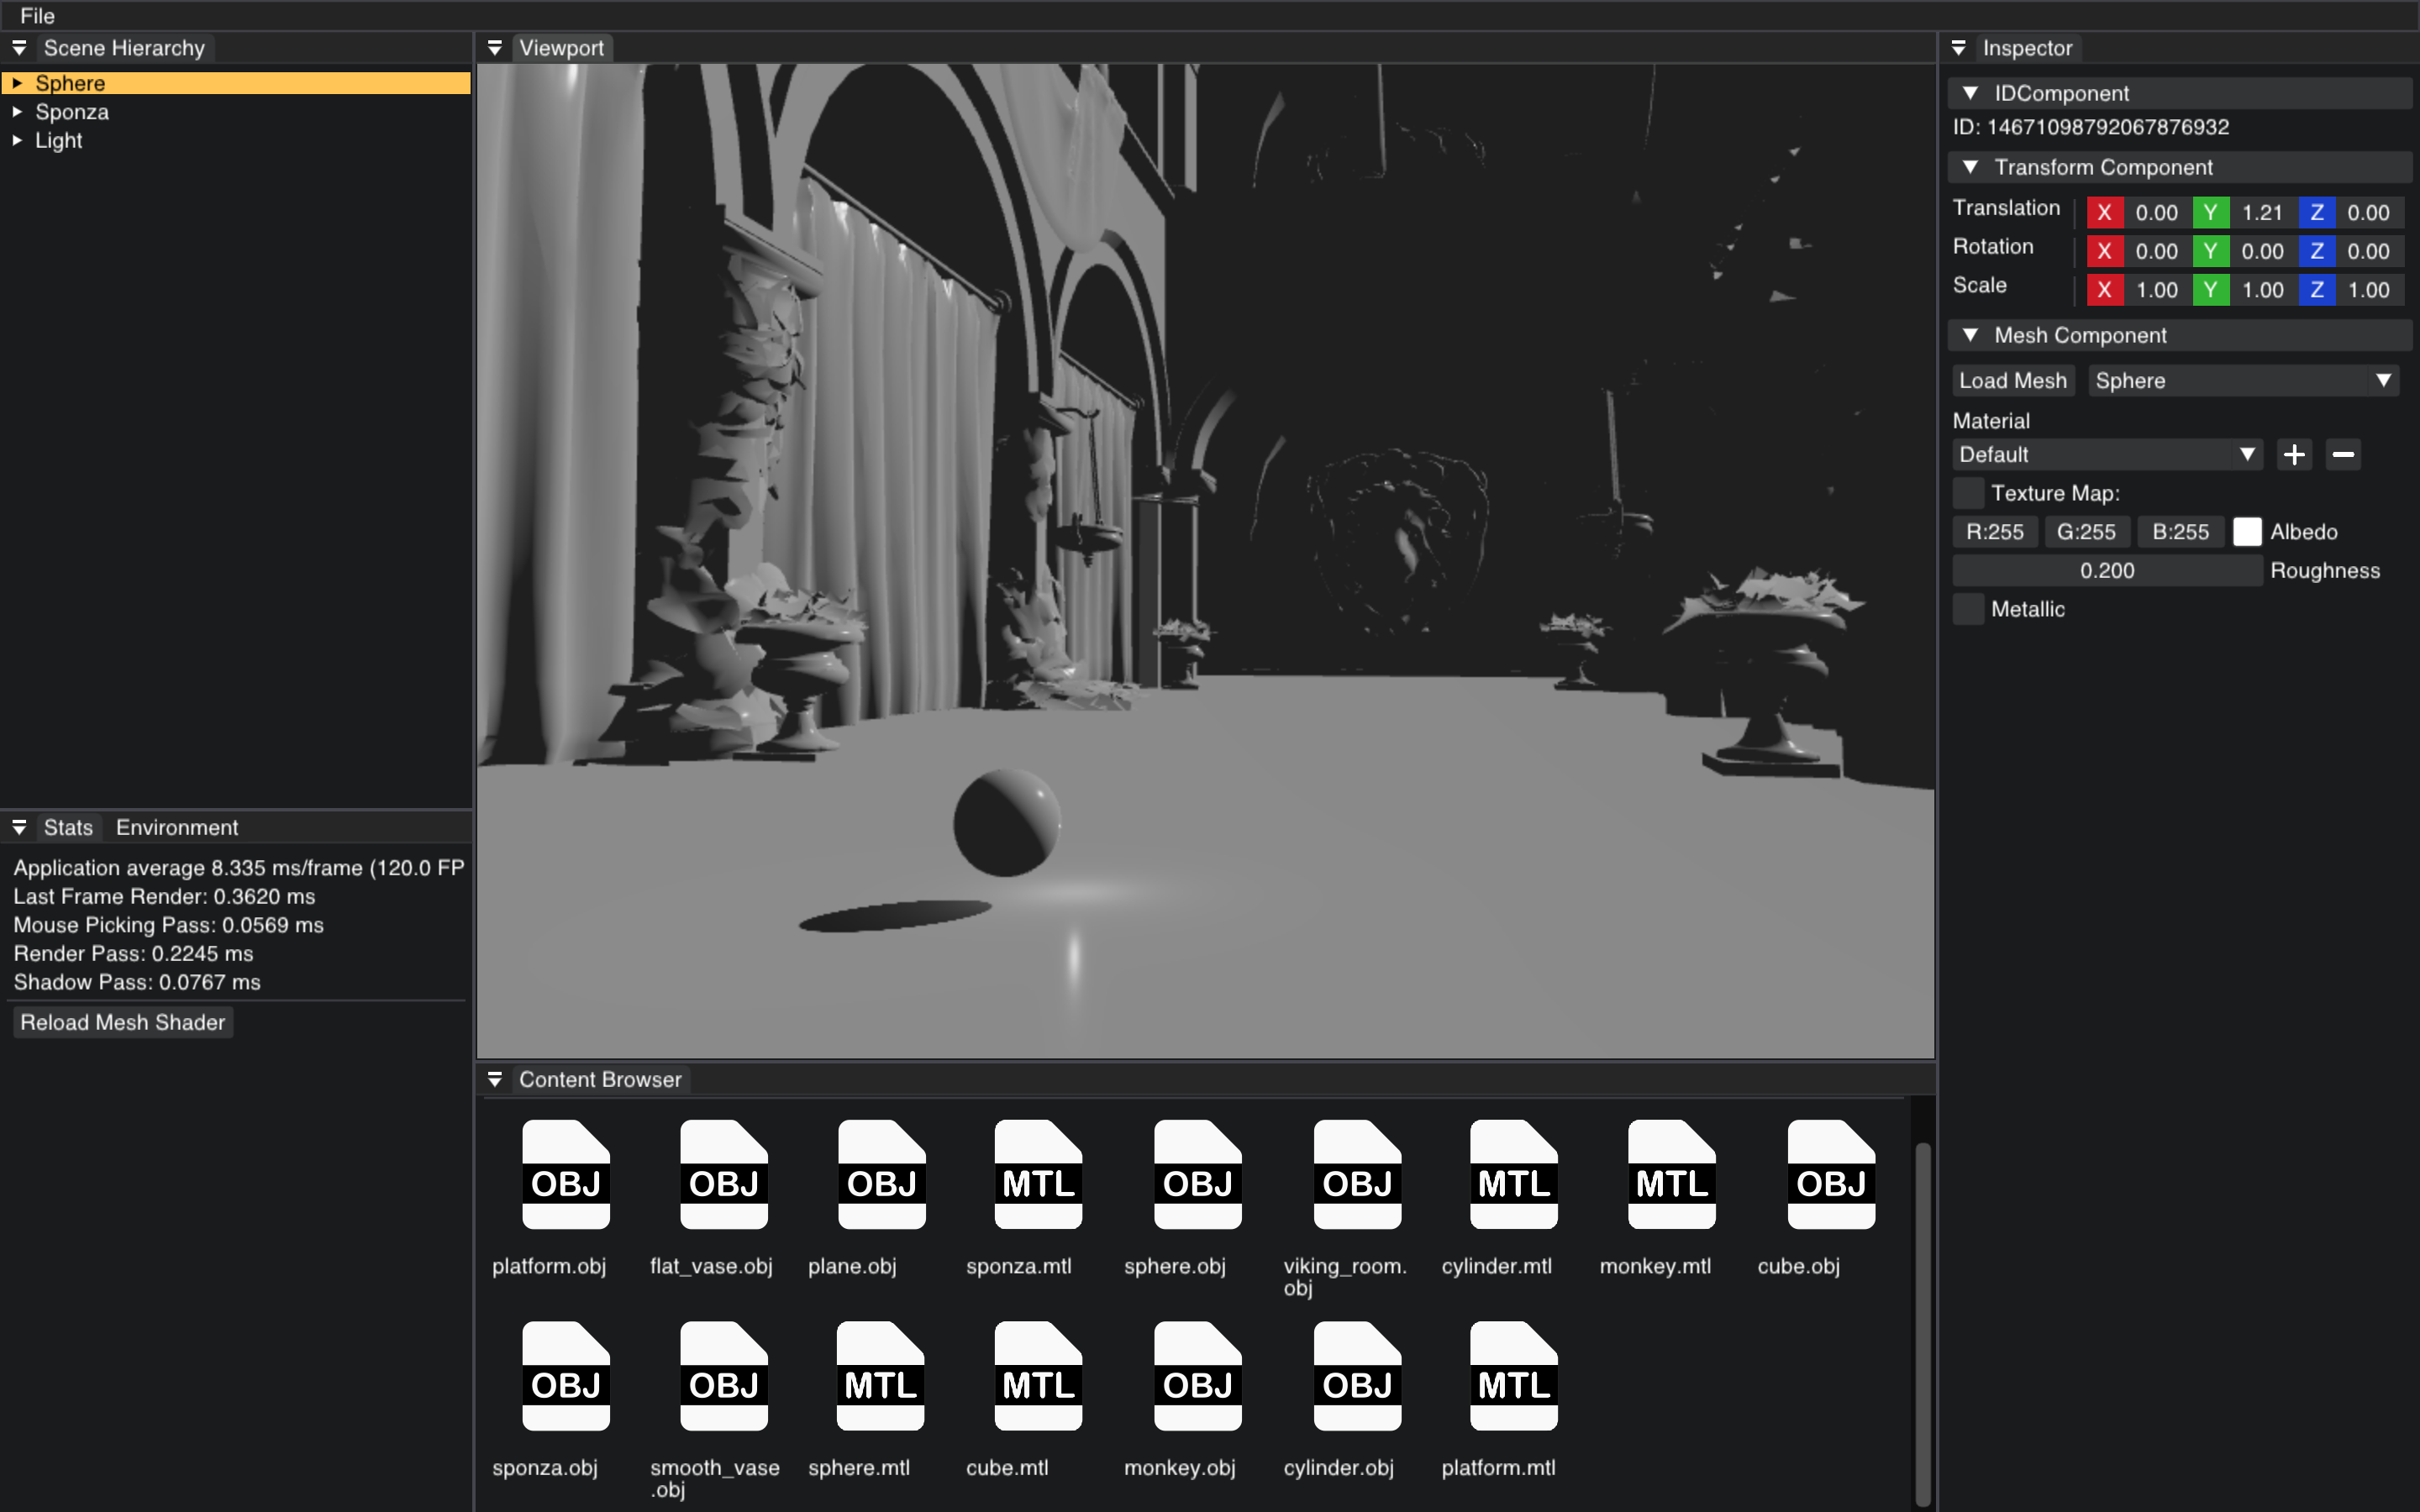 File
Scene Hierarchy
Sphere
Sponza
Light
Stats Environment
Application average 8.335 ms/frame (120.0 FP
Last Frame Render: 0.3620 ms
Mouse Picking Pass: 0.0569 ms
Render Pass: 0.2245 ms
Shadow Pass: 0.0767 ms
Reload Mesh Shader
Viewport
Content Browser
OBJ OBJ OBJ MTL OBJ OBJ MTL MTL OBJ
platform.obj flat_vase.obj plane.obj sponza.mtl sphere.obj viking_room. cylinder.mtl monkey.mtl cube.obj
obj
OBJ OBJ MTL MTL OBJ OBJ MTL
sponza.obj smooth_vase sphere.mtl cube.mtl monkey.obj cylinder.obj platform.mtl
.obj
Inspector
IDComponent
ID: 14671098792067876932
Transform Component
Translation X 0.00 Y 1.21 Z 0.00
Rotation X 0.00 Y 0.00 Z 0.00
Scale X 1.00 Y 1.00 Z 1.00
Mesh Component
Load Mesh Sphere
Material
Default
Texture Map:
R:255 G:255 B:255 Albedo
0.200 Roughness
Metallic